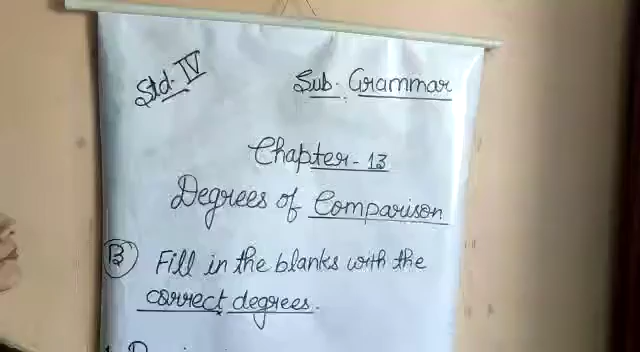 Std. IV
Sub. Grammar
Chapter - 13
Degrees of Comparison
B Fill in the blanks with the
correct degrees.